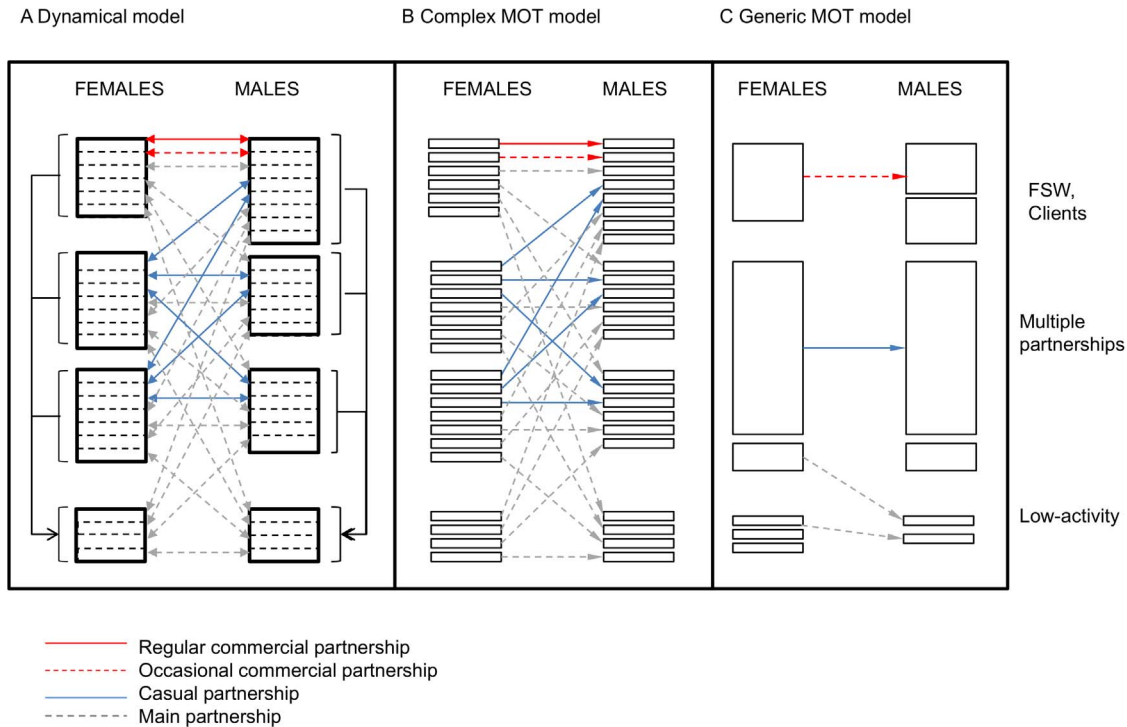 A Dynamical model
B Complex MOT model
C Generic MOT model
FEMALES
MALES
FEMALES
MALES
FEMALES
MALES
FSW,
Clients
Multiple
partnerships
Low-activity
Regular commercial partnership
Occasional commercial partnership
Casual partnership
Main partnership